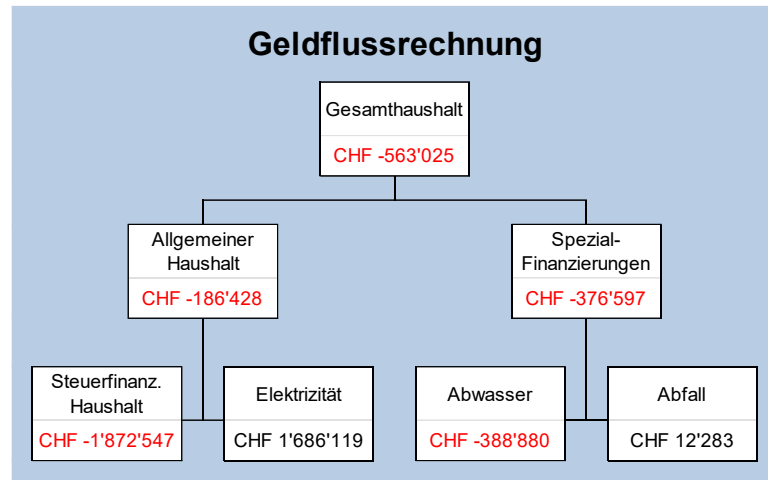 Geldflussrechnung
Gesamthaushalt
CHF -563'025
Allgemeiner
Haushalt
CHF -186'428
Spezial-
Finanzierungen
CHF -376'597
Steuerfinanz.
Haushalt
CHF -1'872'547
Elektrizität
CHF 1'686'119
Abwasser
CHF -388'880
Abfall
CHF 12'283